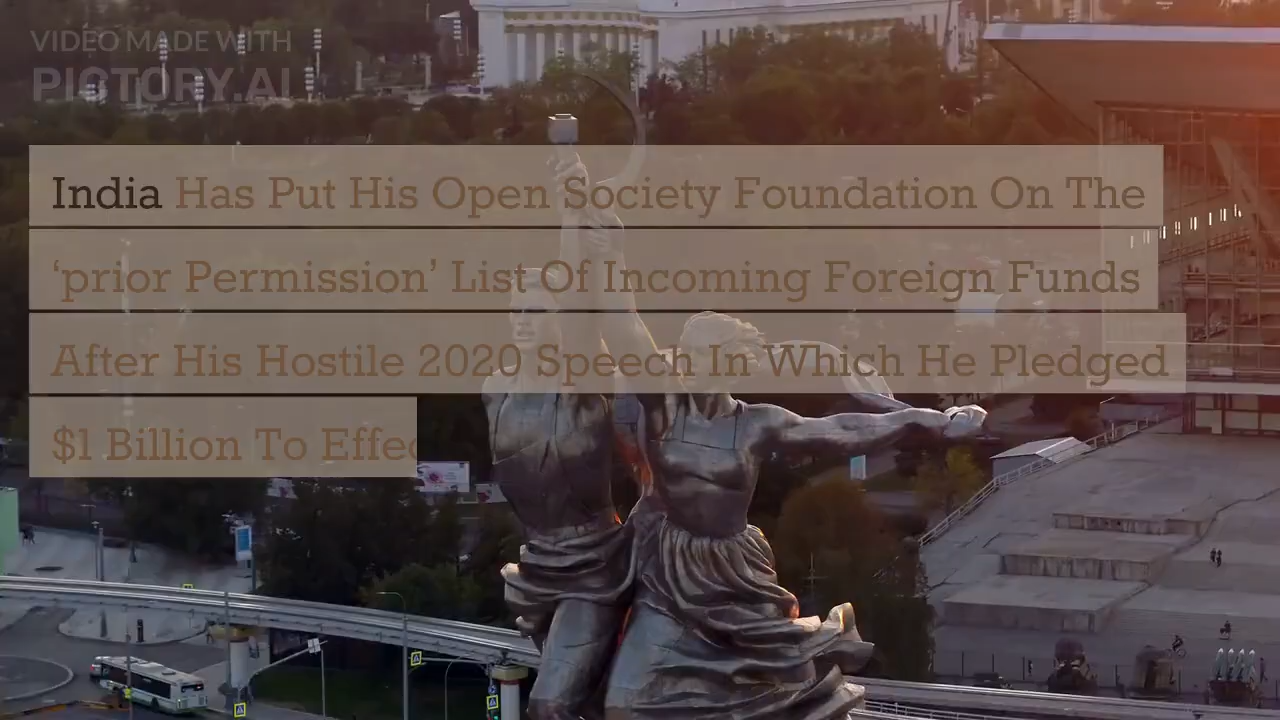 VIDEO MADE WITH
PICTORY.AI
India Has Put His Open Society Foundation On The
‘prior Permission’ List Of Incoming Foreign Funds
After His Hostile 2020 Speech In Which He Pledged
$1 Billion To Effec